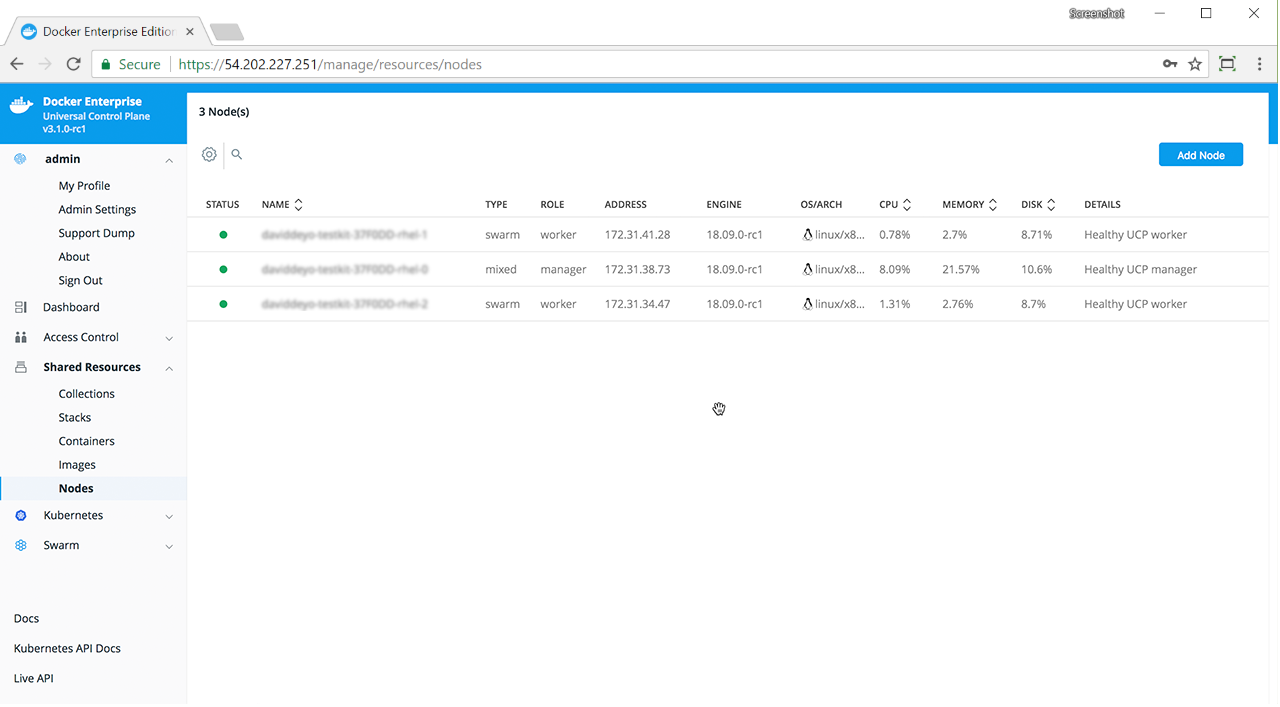 Screenshot
Docker Enterprise Edition
Secure https://54.202.227.251/manage/resources/nodes
Docker Enterprise
Universal Control Plane
v3.1.0-rc1
admin
My Profile
Admin Settings
Support Dump
About
Sign Out
Dashboard
Access Control
Shared Resources
Collections
Stacks
Containers
Images
Nodes
Kubernetes
Swarm
Docs
Kubernetes API Docs
Live API
3 Node(s)
Add Node
STATUS NAME TYPE ROLE ADDRESS ENGINE OS/ARCH CPU MEMORY DISK DETAILS
swarm worker 172.31.41.28 18.09.0-rc1 linux/x8... 0.78% 2.7% 8.71% Healthy UCP worker
mixed manager 172.31.38.73 18.09.0-rc1 linux/x8... 8.09% 21.57% 10.6% Healthy UCP manager
swarm worker 172.31.34.47 18.09.0-rc1 linux/x8... 1.31% 2.76% 8.7% Healthy UCP worker